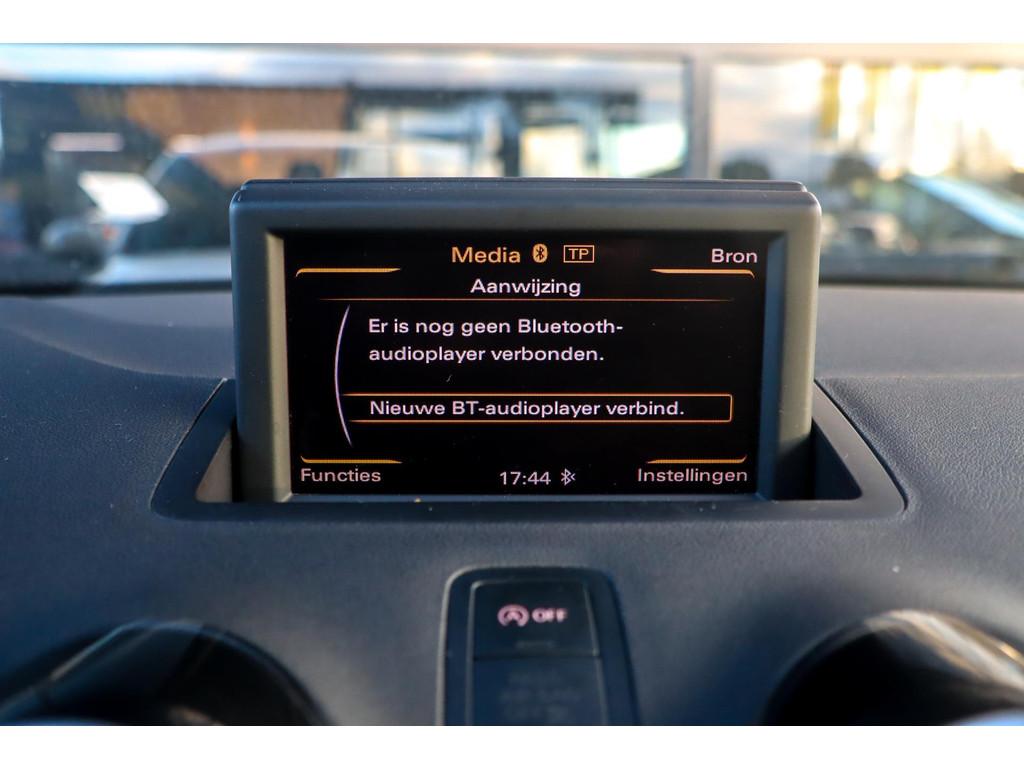 Media TP Bron
Aanwijzing
Er is nog geen Bluetooth-
audioplayer verbonden.
Nieuwe BT-audioplayer verbind.
Functies 17:44 Instellingen
OFF